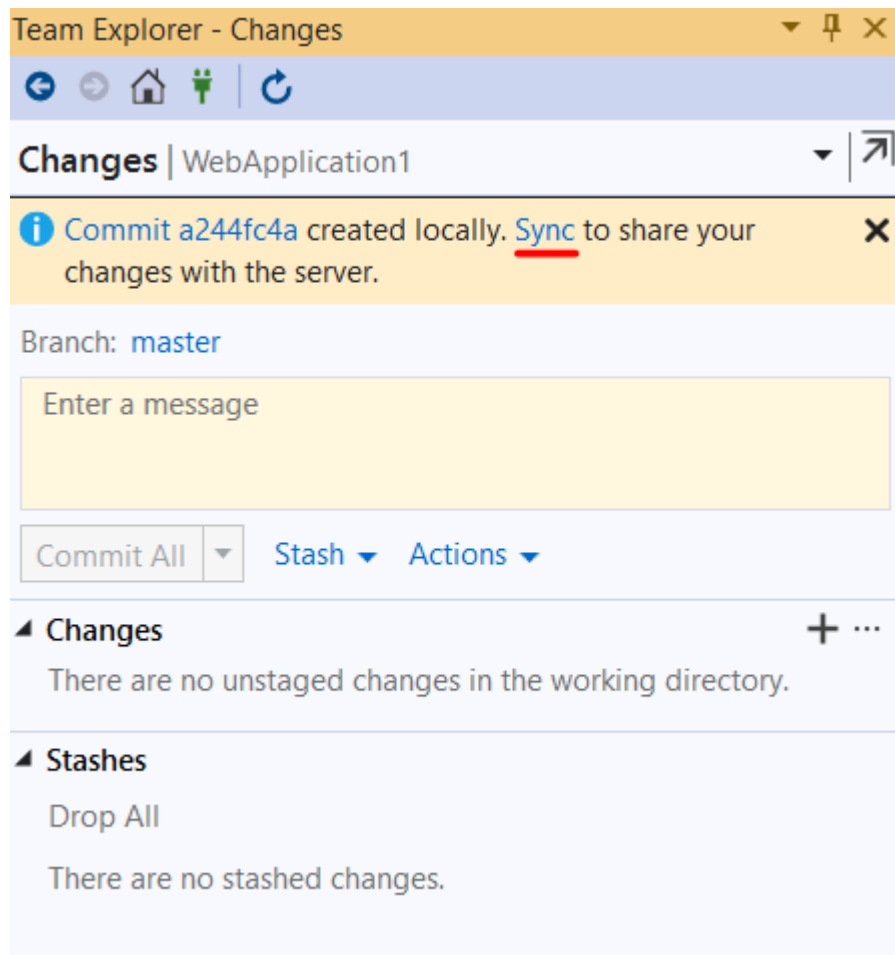 Team Explorer - Changes
Changes | WebApplication1
Commit a244fc4a created locally. Sync to share your
changes with the server.
Branch: master
Enter a message
Commit All Stash Actions
Changes
There are no unstaged changes in the working directory.
Stashes
Drop All
There are no stashed changes.